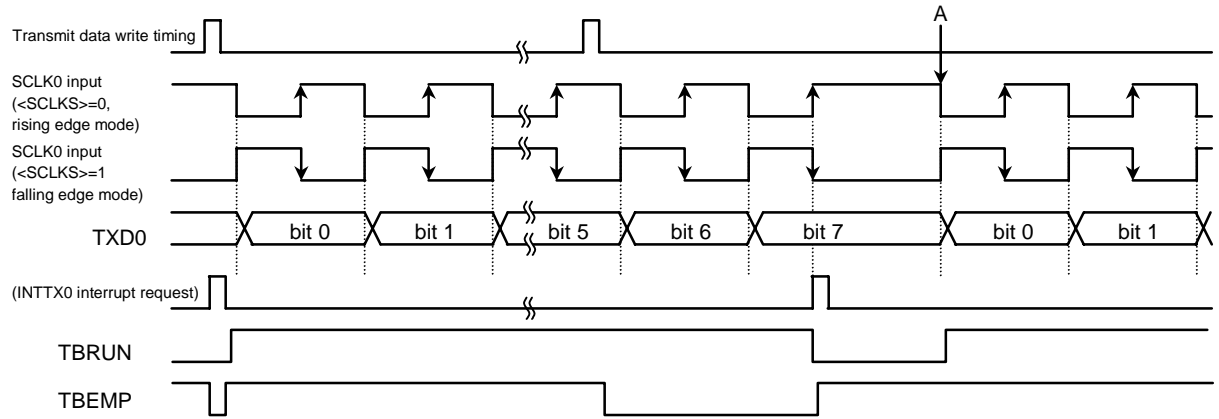 A
Transmit data write timing
SCLK0 input
(<SCLKS>=0,
rising edge mode)
SCLK0 input
(<SCLKS>=1
falling edge mode)
TXD0
bit 0
bit 1
bit 5
bit 6
bit 7
bit 0
bit 1
(INTTX0 interrupt request)
TBRUN
TBEMP